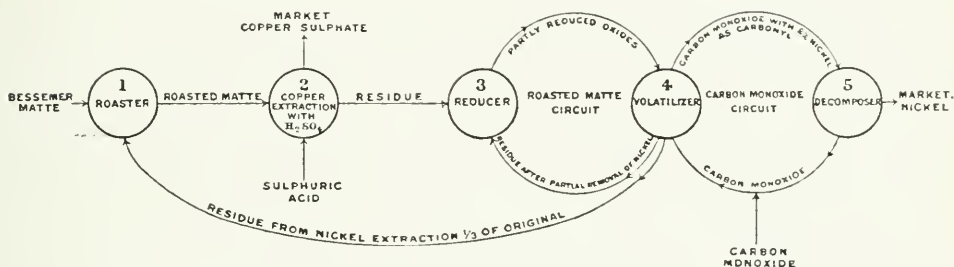 MARKET
COPPER SULPHATE
BESSEMER
MATTE
1
ROASTER
ROASTED MATTE
2
COPPER
EXTRACTION
WITH
H2SO4
SULPHURIC
ACID
RESIDUE
3
REDUCER
PARTLY REDUCED OXIDES
ROASTED MATTE
CIRCUIT
RESIDUE AFTER PARTIAL REMOVAL OF NICKEL
4
VOLATILIZER
CARBON MONOXIDE WITH NICKEL
AS CARBONYL
CARBON MONOXIDE
CIRCUIT
5
DECOMPOSER
MARKET.
NICKEL
CARBON MONOXIDE
CARBON
MONOXIDE
RESIDUE FROM NICKEL EXTRACTION 1/3 OF ORIGINAL